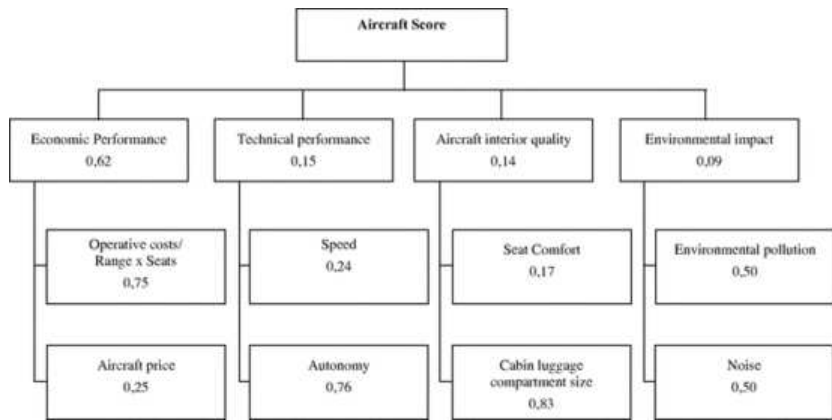 Aircraft Score
Economic Performance
0,62
Technical performance
0,15
Aircraft interior quality
0,14
Environmental impact
0,09
Operative costs/
Range x Seats
0,75
Speed
0,24
Seat Comfort
0,17
Environmental pollution
0,50
Aircraft price
0,25
Autonomy
0,76
Cabin luggage
compartment size
0,83
Noise
0,50